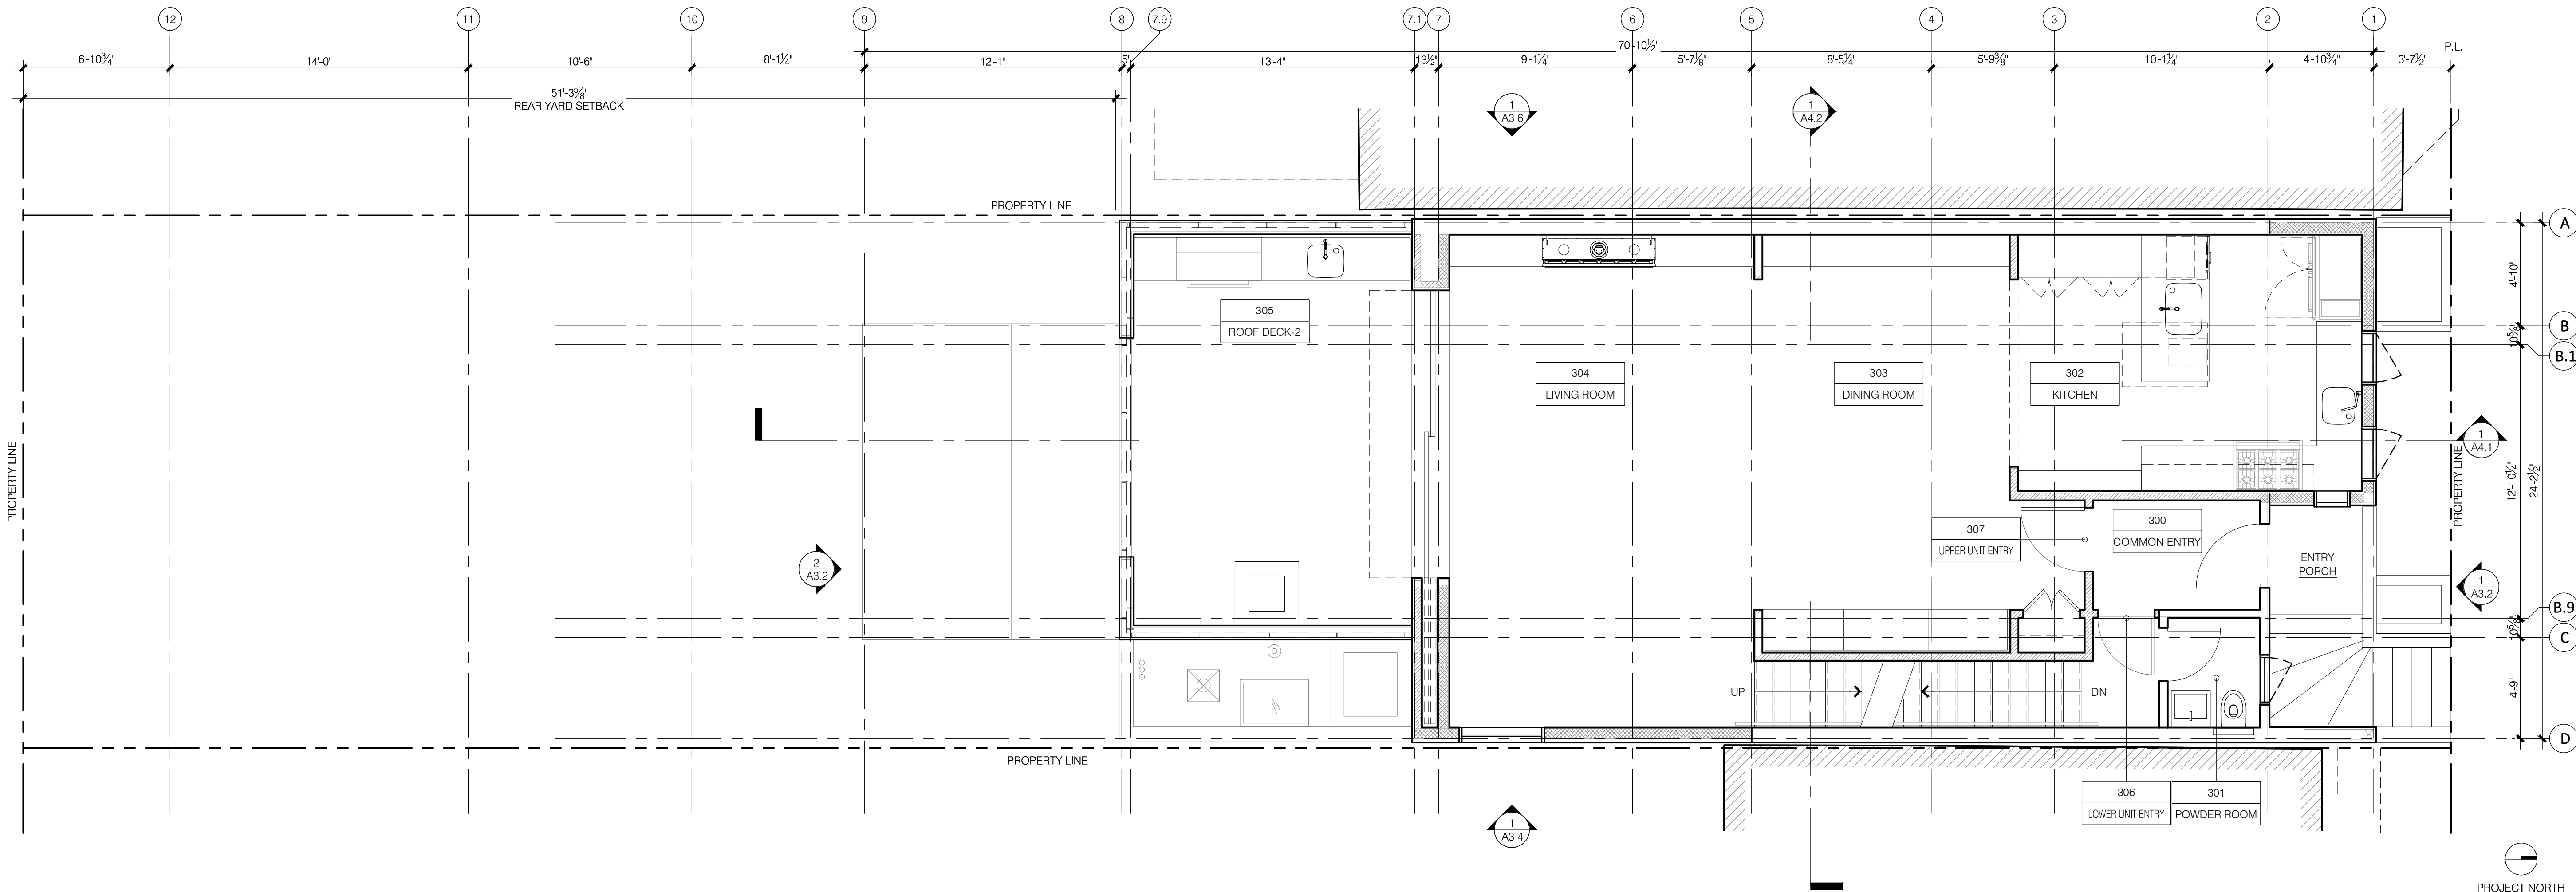 12
11
10
9
8
7.9
7.1
7
6
5
4
3
2
1
P.L.
70'-10½"
6'-10¾"
14'-0"
10'-6"
8'-1¼"
12'-1"
5"
13'-4"
13½"
9'-1¼"
5'-7⅛"
8'-5¼"
5'-9⅜"
10'-1¼"
4'-10¾"
3'-7½"
51'-3⅝"
REAR YARD SETBACK
1
A3.6
1
A4.2
PROPERTY LINE
A
4'-10"
305
ROOF DECK-2
B
10⅝"
B.1
304
LIVING ROOM
303
DINING ROOM
302
KITCHEN
1
A4.1
PROPERTY LINE
PROPERTY LINE
12'-10¼"
24'-2½"
307
UPPER UNIT ENTRY
300
COMMON ENTRY
ENTRY
PORCH
2
A3.2
1
A3.2
B.9
10⅝"
C
UP
DN
4'-9"
D
PROPERTY LINE
306
LOWER UNIT ENTRY
301
POWDER ROOM
1
A3.4
PROJECT NORTH